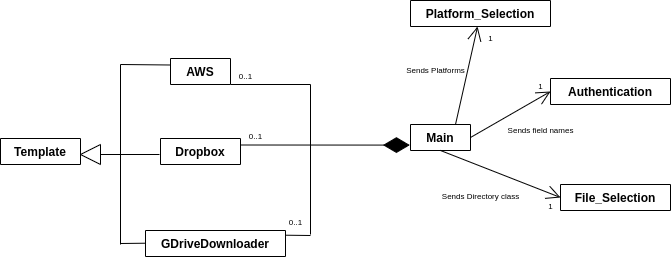 Platform_Selection
1
Sends Platforms
AWS
0..1
1
Authentication
Sends field names
0..1
Main
Template
Dropbox
Sends Directory class
File_Selection
1
0..1
GDriveDownloader